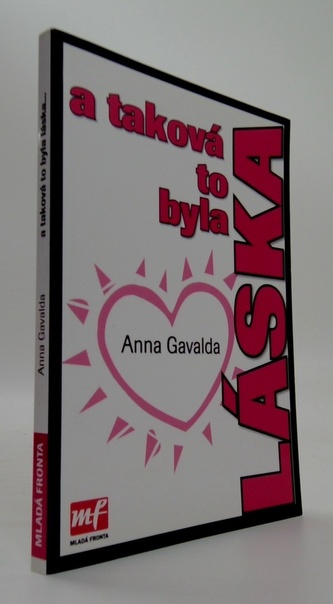 a taková
to
byla
LÁSKA
Anna Gavalda
mf
MLADÁ FRONTA
a taková to byla láska...
Anna Gavalda
MLADÁ FRONTA